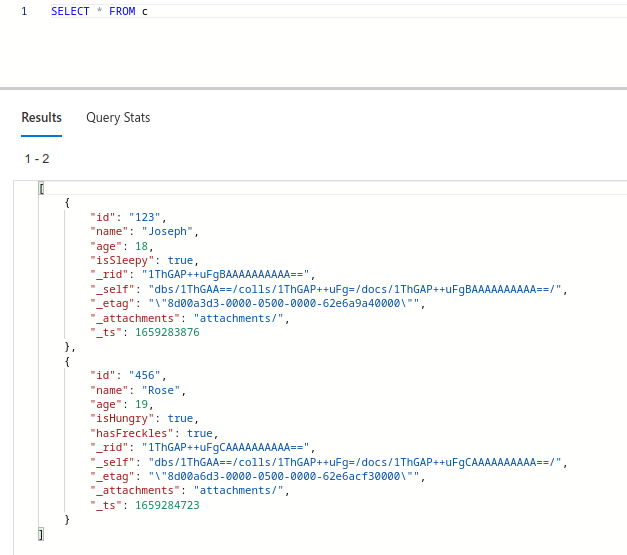 1 SELECT * FROM c
Results Query Stats
1 - 2
[
{
"id": "123",
"name": "Joseph",
"age": 18,
"isSleepy": true,
"_rid": "1ThGAP++uFgBAAAAAAAAAA==",
"_self": "dbs/1ThGAA==/colls/1ThGAP++uFg=/docs/1ThGAP++uFgBAAAAAAAAAA==/",
"_etag": "\"8d00a3d3-0000-0500-0000-62e6a9a40000\"",
"_attachments": "attachments/",
"_ts": 1659283876
},
{
"id": "456",
"name": "Rose",
"age": 19,
"isHungry": true,
"hasFreckles": true,
"_rid": "1ThGAP++uFgCAAAAAAAAAA==",
"_self": "dbs/1ThGAA==/colls/1ThGAP++uFg=/docs/1ThGAP++uFgCAAAAAAAAAA==/",
"_etag": "\"8d00a6d3-0000-0500-0000-62e6acf30000\"",
"_attachments": "attachments/",
"_ts": 1659284723
}
]